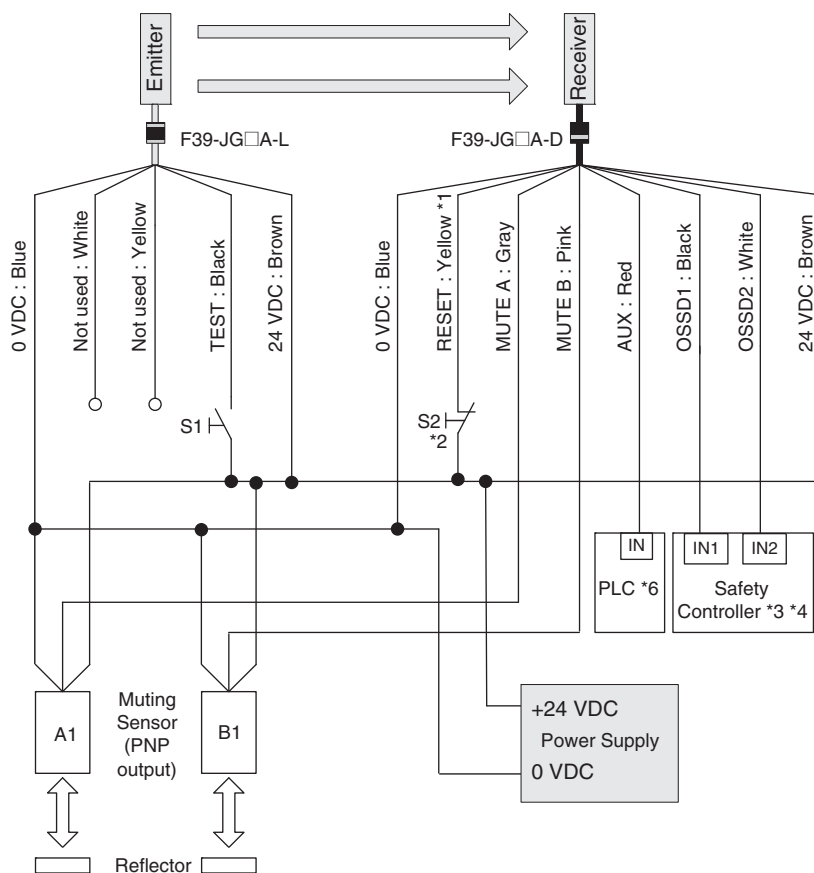 Emitter
Receiver
F39-JG□A-L
F39-JG□A-D
0 VDC : Blue
Not used : White
Not used : Yellow
TEST : Black
24 VDC : Brown
0 VDC : Blue
RESET : Yellow *1
MUTE A : Gray
MUTE B : Pink
AUX : Red
OSSD1 : Black
OSSD2 : White
24 VDC : Brown
S1
S2
*2
IN
IN1
IN2
PLC *6
Safety
Controller *3 *4
A1
Muting
Sensor
(PNP
output)
B1
+24 VDC
Power Supply
0 VDC
Reflector